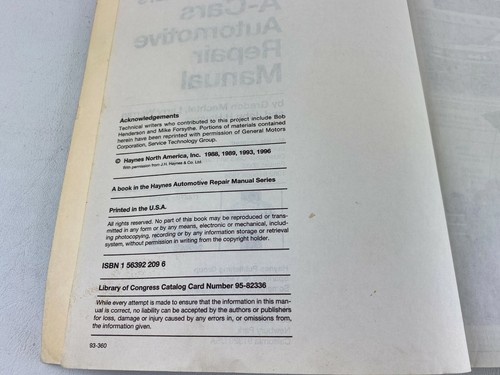 A-Cars
Automotive
Repair
Manual
Acknowledgements
Technical writers who contributed to this project include Bob
Henderson and Mike Forsythe. Portions of materials contained
herein have been reprinted with permission of General Motors
Corporation, Service Technology Group.
© Haynes North America, Inc. 1988, 1989, 1993, 1996
With permission from J.H. Haynes & Co. Ltd.
A book in the Haynes Automotive Repair Manual Series
Printed in the U.S.A.
All rights reserved. No part of this book may be reproduced or trans-
mitted in any form or by any means, electronic or mechanical, includ-
ing photocopying, recording or by any information storage or retrieval
system, without permission in writing from the copyright holder.
ISBN 1 56392 209 6
Library of Congress Catalog Card Number 95-82336
While every attempt is made to ensure that the information in this man-
ual is correct, no liability can be accepted by the authors or publishers
for loss, damage or injury caused by any errors in, or omissions from,
the information given.
93-360